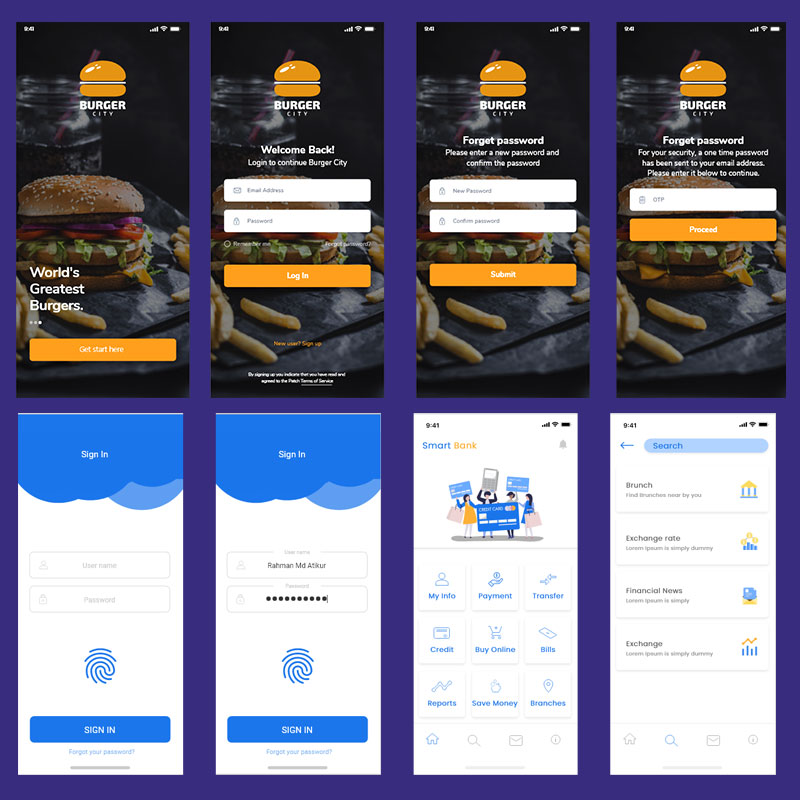 9:41
BURGER
CITY
World's
Greatest
Burgers.
Get start here
9:41
BURGER
CITY
Welcome Back!
Login to continue Burger City
Email Address
Password
Remember me
Forgot password?
Log In
New user? Sign up
By signing up you indicate that you have read and
agreed to the Patch Terms of Service
9:41
BURGER
CITY
Forget password
Please enter a new password and
confirm the password
New Password
Confirm password
Submit
9:41
BURGER
CITY
Forget password
For your security, a one time password
has been sent to your email address.
Please enter it below to continue.
OTP
Proceed
Sign In
User name
Password
SIGN IN
Forgot your password?
Sign In
User name
Rahman Md Atikur
Password
SIGN IN
Forgot your password?
9:41
Smart Bank
CREDIT CARD
My Info
Payment
Transfer
Credit
Buy Online
Bills
Reports
Save Money
Branches
9:41
Search
Brunch
Find Brunches near by you
Exchange rate
Lorem Ipsum is simply dummy
Financial News
Lorem Ipsum is simply
Exchange
Lorem Ipsum is simply dummy